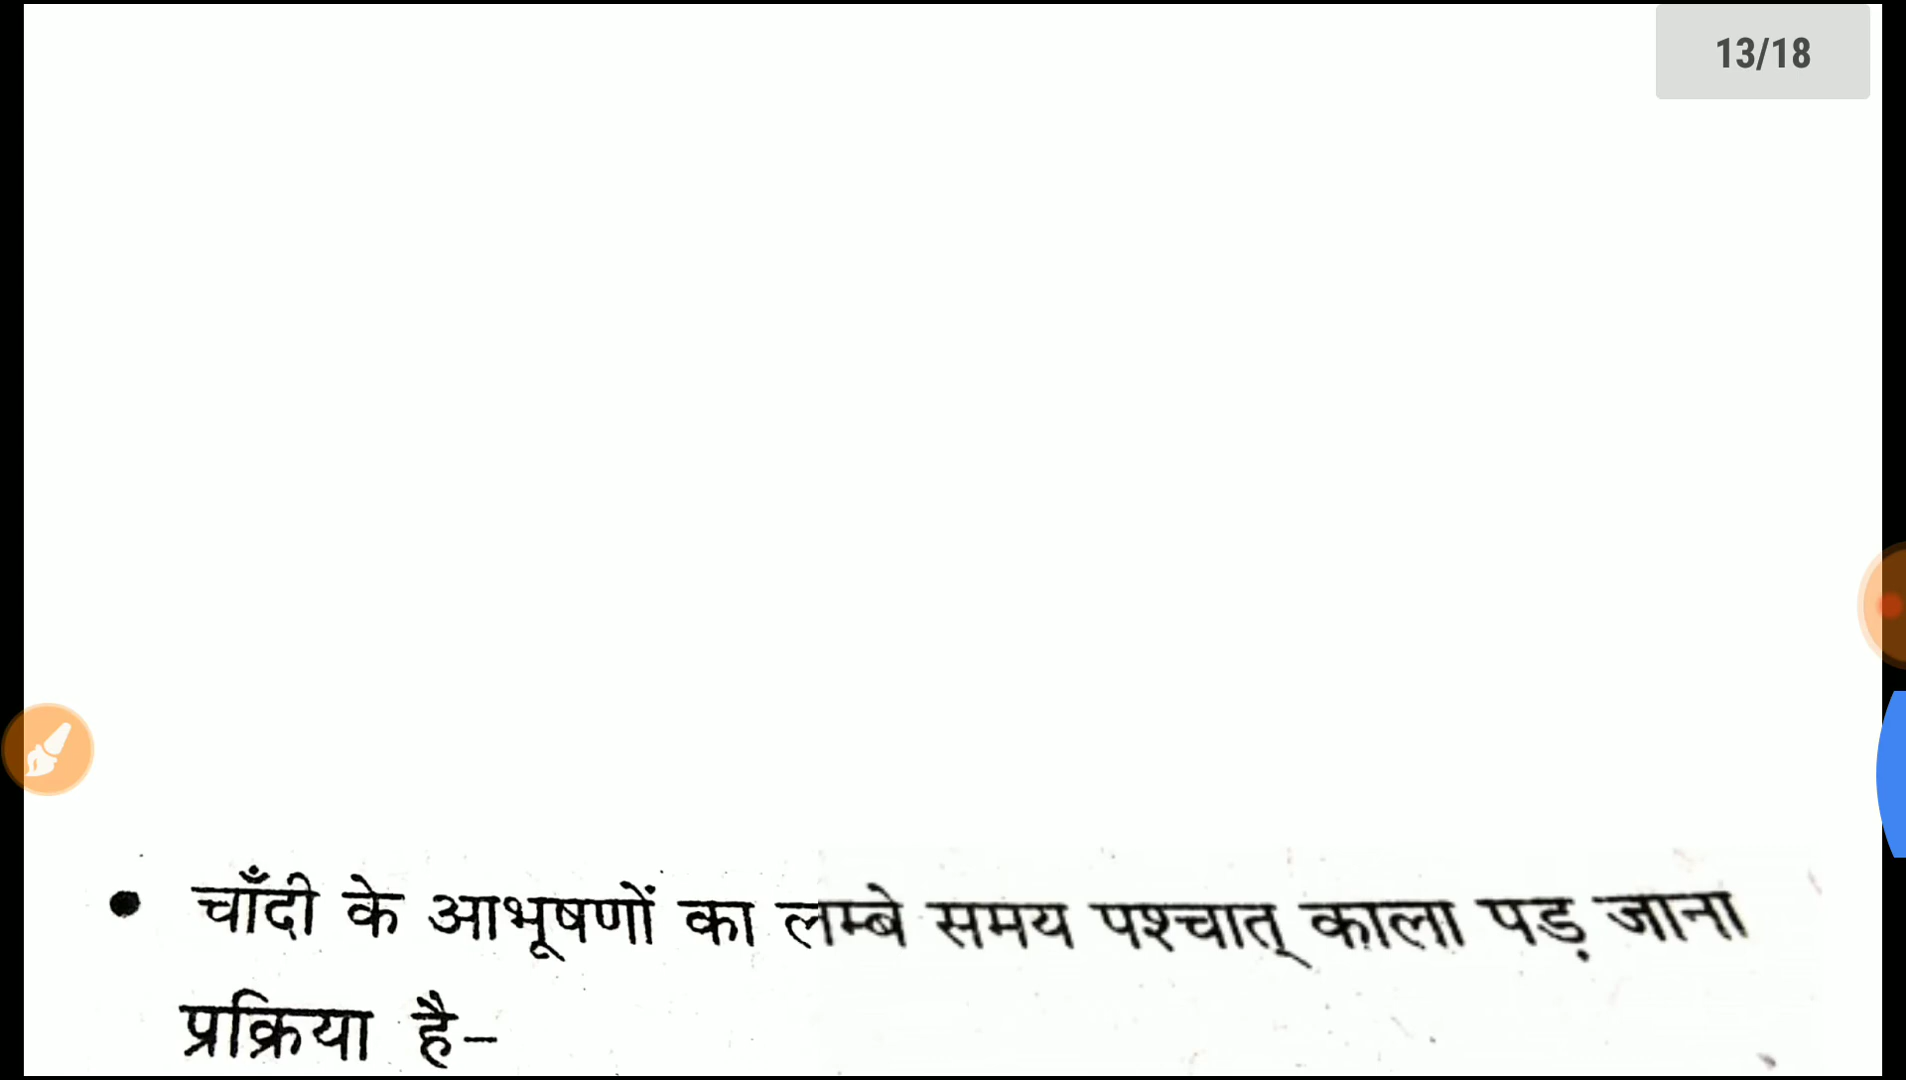 13/18
• चाँदी के आभूषणों का लम्बे समय पश्चात् काला पड़ जाना
प्रक्रिया है–